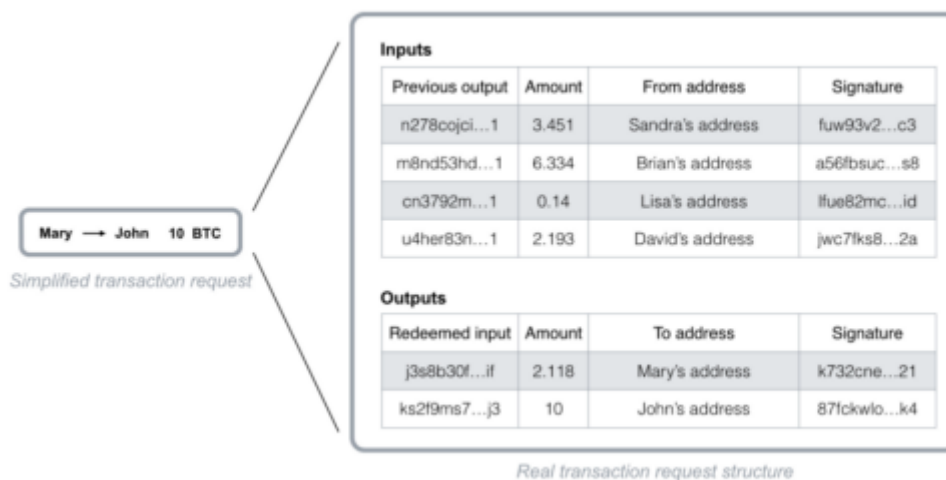 Mary → John 10 BTC
Simplified transaction request
Inputs
Previous output Amount From address Signature
n278cojci...1 3.451 Sandra's address fuw93v2...c3
m8nd53hd...1 6.334 Brian's address a56fbsuc...s8
cn3792m...1 0.14 Lisa's address lfue82mc...id
u4her83n...1 2.193 David's address jwc7fks8...2a
Outputs
Redeemed input Amount To address Signature
j3s8b30f...if 2.118 Mary's address k732cne...21
ks2f9ms7...j3 10 John's address 87fckwlo...k4
Real transaction request structure